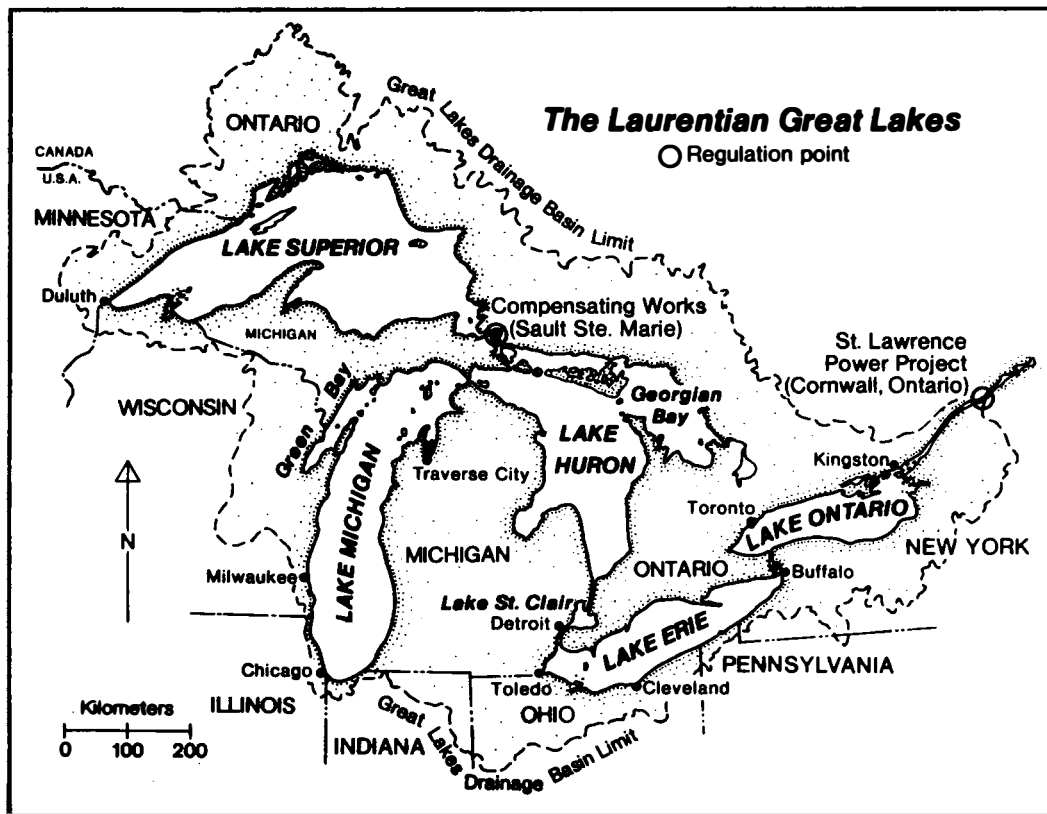 The Laurentian Great Lakes
Regulation point
Great Lakes Drainage Basin Limit
ONTARIO
CANADA
U.S.A.
MINNESOTA
LAKE SUPERIOR
Duluth
MICHIGAN
Compensating Works
(Sault Ste. Marie)
St. Lawrence
Power Project
(Cornwall, Ontario)
WISCONSIN
Green Bay
Georgian
Bay
LAKE
HURON
Traverse City
Kingston
Toronto
LAKE ONTARIO
N
LAKE MICHIGAN
MICHIGAN
ONTARIO
NEW YORK
Milwaukee
Buffalo
Lake St. Clair
Detroit
LAKE ERIE
PENNSYLVANIA
Chicago
Toledo
Cleveland
ILLINOIS
OHIO
Kilometers
0 100 200
INDIANA
Great Lakes Drainage Basin Limit